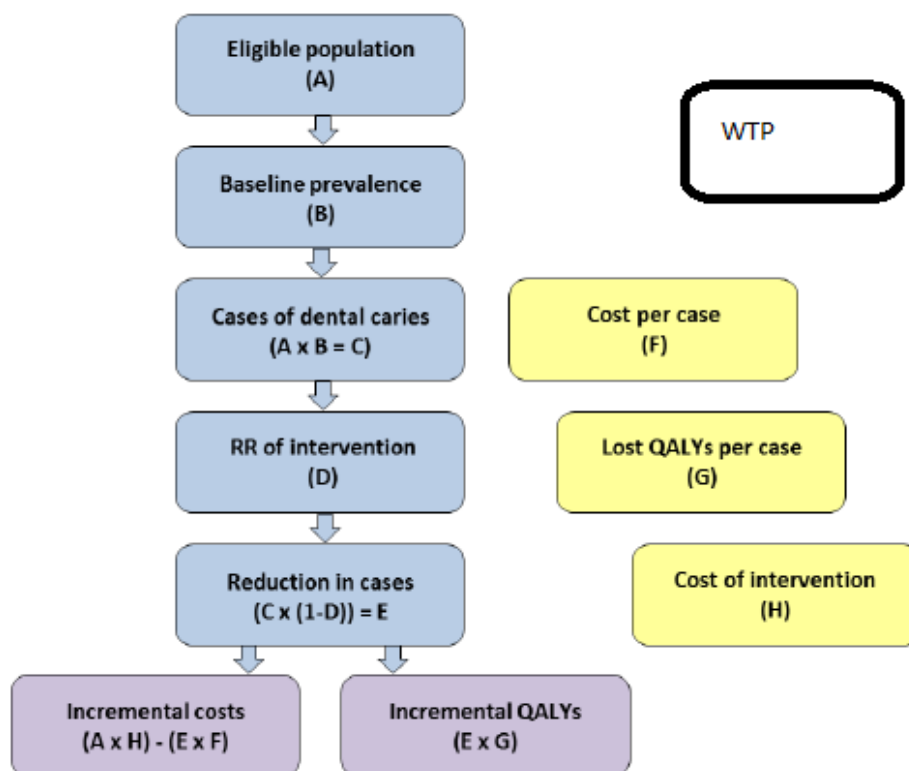 Eligible population
(A)
WTP
Baseline prevalence
(B)
Cases of dental caries
(A x B = C)
Cost per case
(F)
RR of intervention
(D)
Lost QALYs per case
(G)
Reduction in cases
(C x (1-D)) = E
Cost of intervention
(H)
Incremental costs
(A x H) - (E x F)
Incremental QALYs
(E x G)